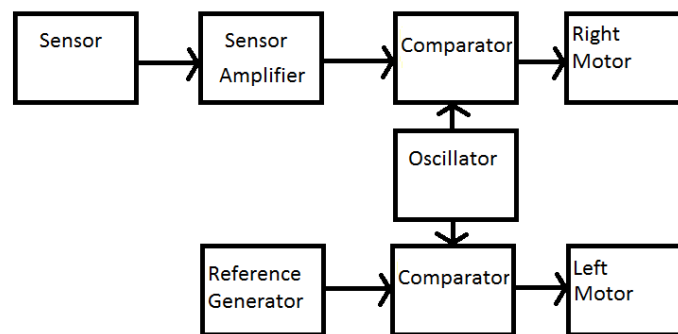 Sensor
Sensor
Amplifier
Comparator
Right
Motor
Oscillator
Reference
Generator
Comparator
Left
Motor